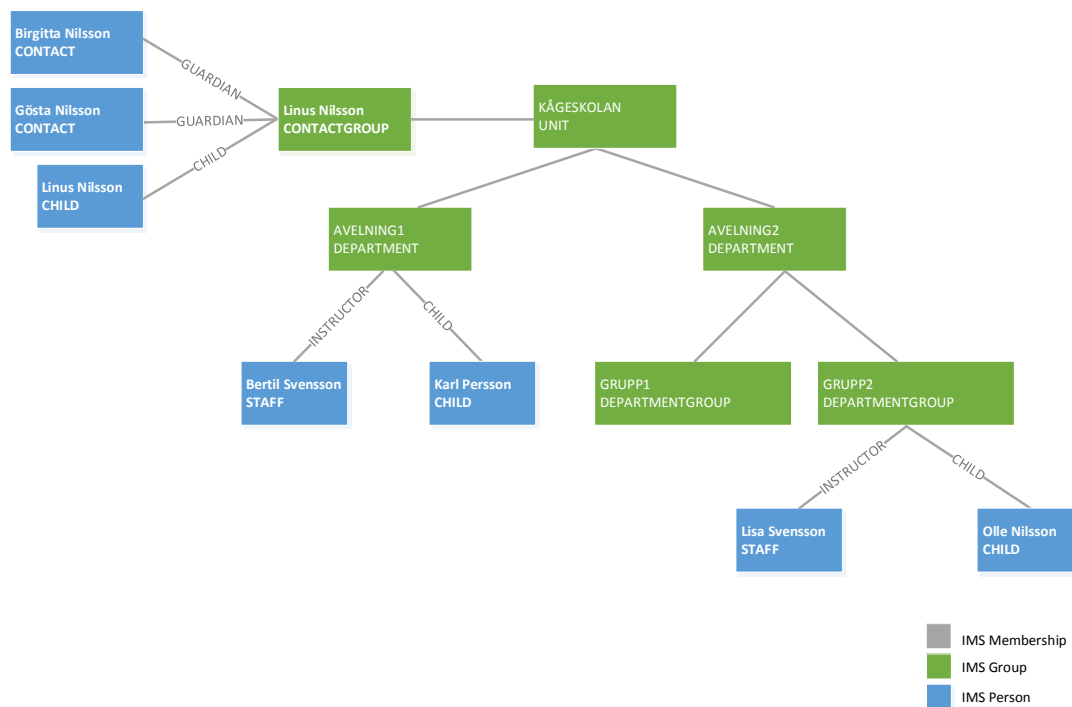 Birgitta Nilsson
CONTACT
GUARDIAN
Gösta Nilsson
CONTACT
GUARDIAN
Linus Nilsson
CHILD
CHILD
Linus Nilsson
CONTACTGROUP
KÅGESKOLAN
UNIT
AVELNING1
DEPARTMENT
AVELNING2
DEPARTMENT
INSTRUCTOR
CHILD
Bertil Svensson
STAFF
Karl Persson
CHILD
GRUPP1
DEPARTMENTGROUP
GRUPP2
DEPARTMENTGROUP
INSTRUCTOR
CHILD
Lisa Svensson
STAFF
Olle Nilsson
CHILD
IMS Membership
IMS Group
IMS Person